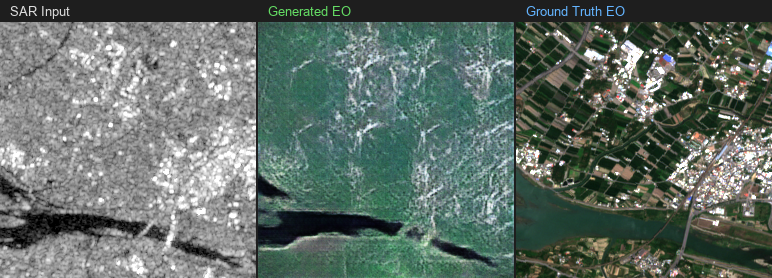 SAR Input
Generated EO
Ground Truth EO